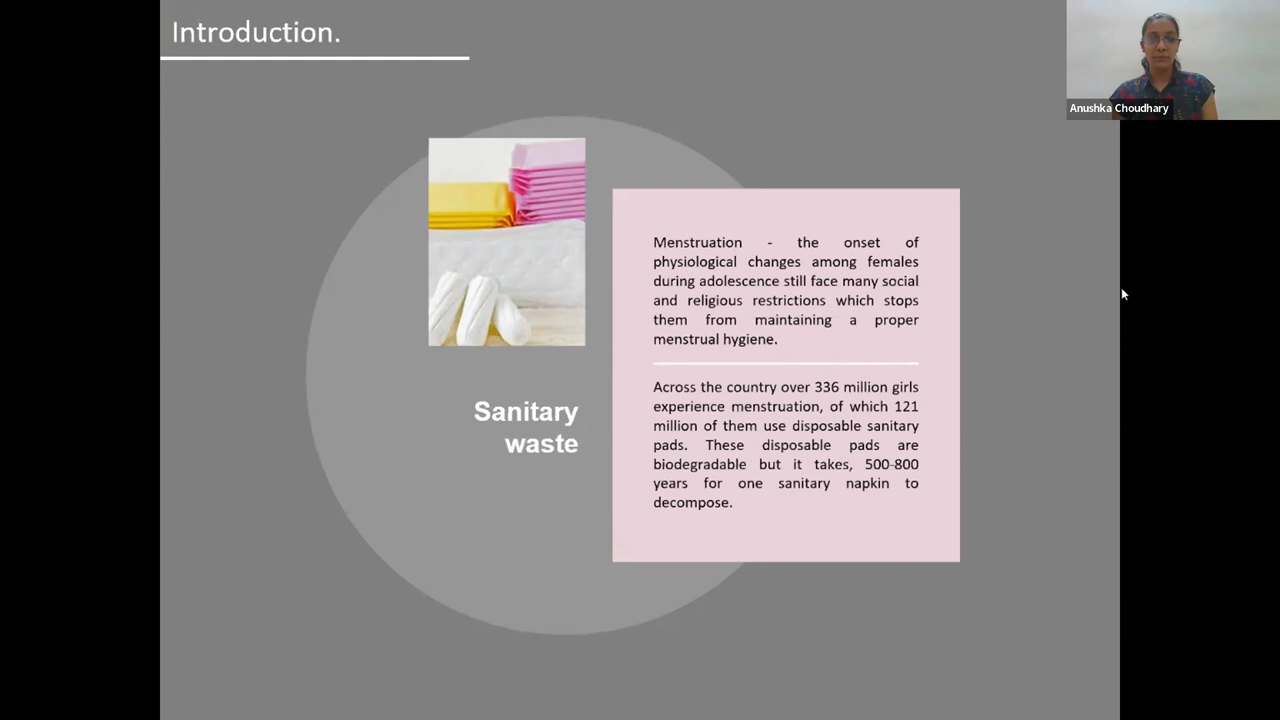 Introduction.
Anushka Choudhary
Menstruation - the onset of
physiological changes among females
during adolescence still face many social
and religious restrictions which stops
them from maintaining a proper
menstrual hygiene.
Across the country over 336 million girls
experience menstruation, of which 121
million of them use disposable sanitary
pads. These disposable pads are
biodegradable but it takes, 500-800
years for one sanitary napkin to
decompose.
Sanitary
waste